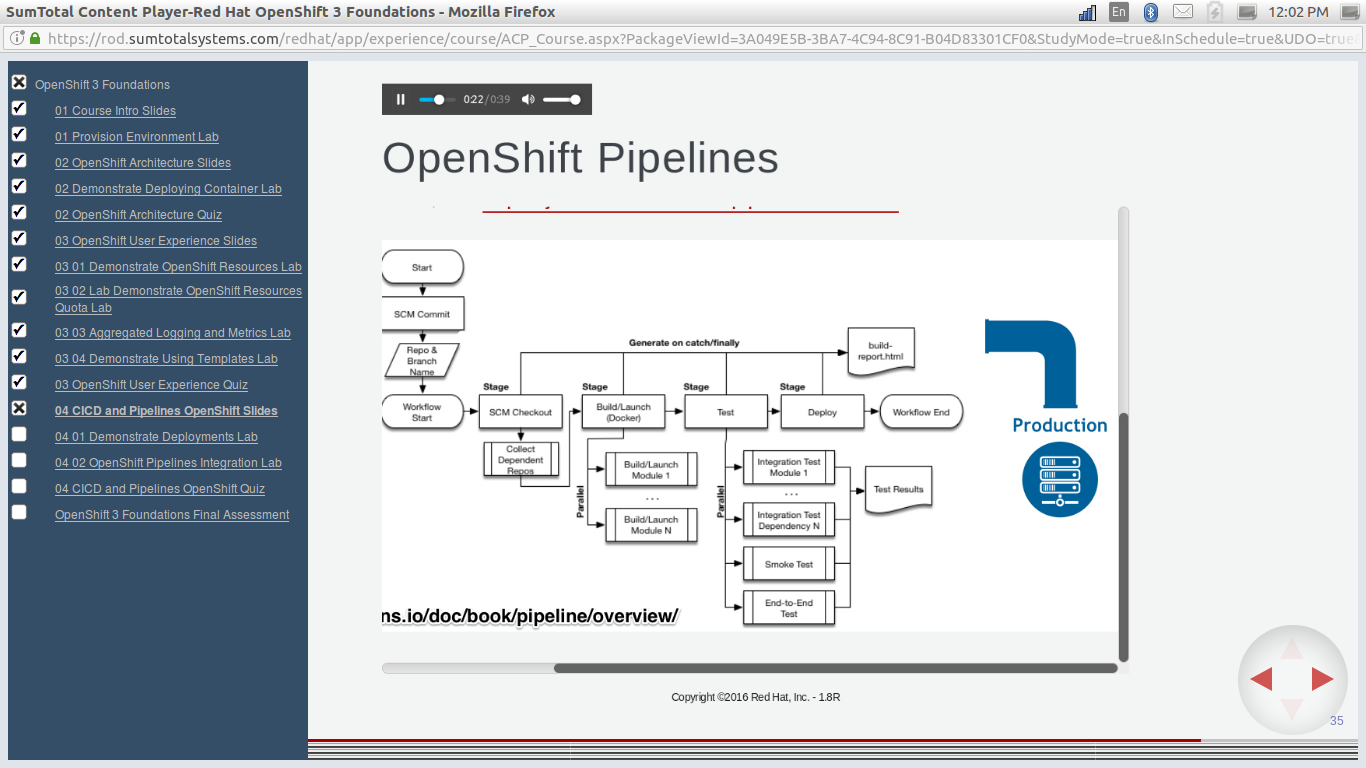 SumTotal Content Player-Red Hat OpenShift 3 Foundations - Mozilla Firefox
En
12:02 PM
https://rod.sumtotalsystems.com/redhat/app/experience/course/ACP_Course.aspx?PackageViewId=3A049E5B-3BA7-4C94-8C91-B04D83301CF0&StudyMode=true&InSchedule=true&UDO=true
OpenShift 3 Foundations
01 Course Intro Slides
01 Provision Environment Lab
02 OpenShift Architecture Slides
02 Demonstrate Deploying Container Lab
02 OpenShift Architecture Quiz
03 OpenShift User Experience Slides
03 01 Demonstrate OpenShift Resources Lab
03 02 Lab Demonstrate OpenShift Resources
Quota Lab
03 03 Aggregated Logging and Metrics Lab
03 04 Demonstrate Using Templates Lab
03 OpenShift User Experience Quiz
04 CICD and Pipelines OpenShift Slides
04 01 Demonstrate Deployments Lab
04 02 OpenShift Pipelines Integration Lab
04 CICD and Pipelines OpenShift Quiz
OpenShift 3 Foundations Final Assessment
0:22/0:39
OpenShift Pipelines
Start
SCM Commit
Repo &
Branch
Name
Workflow
Start
Generate on catch/finally
build-
report.html
Stage
SCM Checkout
Collect
Dependent
Repos
Stage
Build/Launch
(Docker)
Stage
Test
Stage
Deploy
Workflow End
Parallel
Build/Launch
Module 1
...
Build/Launch
Module N
Parallel
Integration Test
Module 1
...
Integration Test
Dependency N
Smoke Test
End-to-End
Test
Test Results
Production
ns.io/doc/book/pipeline/overview/
Copyright ©2016 Red Hat, Inc. - 1.8R
35